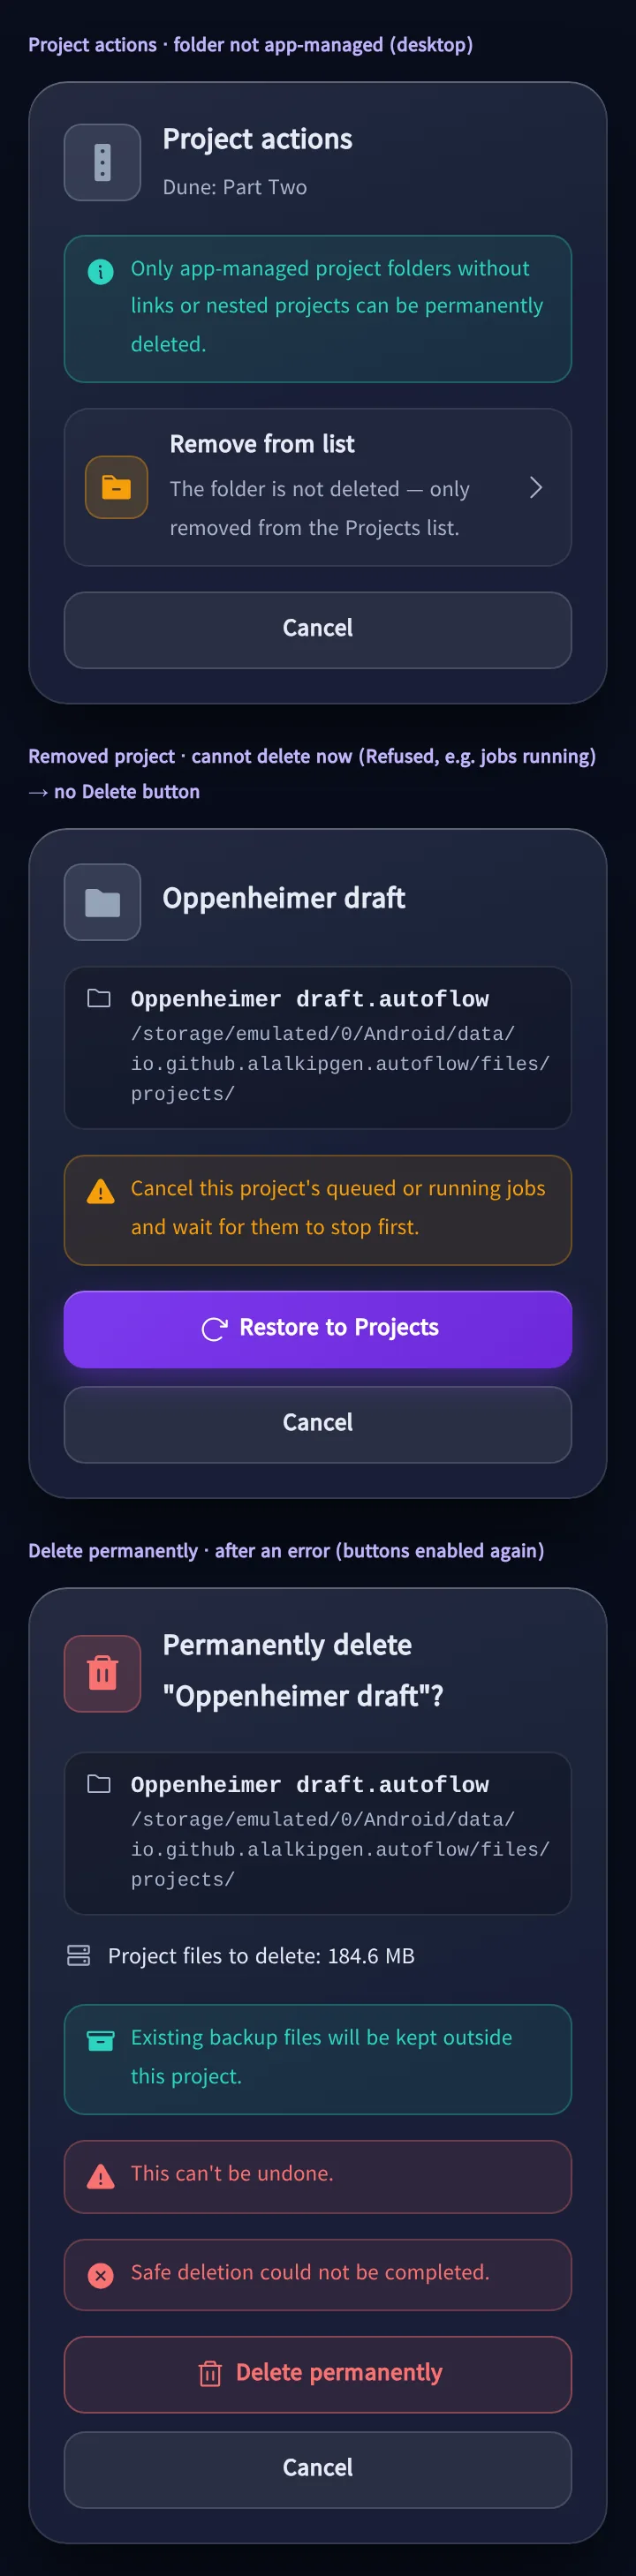 Project actions · folder not app-managed (desktop)
Project actions
Dune: Part Two
Only app-managed project folders without
links or nested projects can be permanently
deleted.
Remove from list
The folder is not deleted — only
removed from the Projects list.
Cancel
Removed project · cannot delete now (Refused, e.g. jobs running)
→ no Delete button
Oppenheimer draft
Oppenheimer draft.autoflow
/storage/emulated/0/Android/data/
io.github.alalkipgen.autoflow/files/
projects/
Cancel this project's queued or running jobs
and wait for them to stop first.
Restore to Projects
Cancel
Delete permanently · after an error (buttons enabled again)
Permanently delete
"Oppenheimer draft"?
Oppenheimer draft.autoflow
/storage/emulated/0/Android/data/
io.github.alalkipgen.autoflow/files/
projects/
Project files to delete: 184.6 MB
Existing backup files will be kept outside
this project.
This can't be undone.
Safe deletion could not be completed.
Delete permanently
Cancel